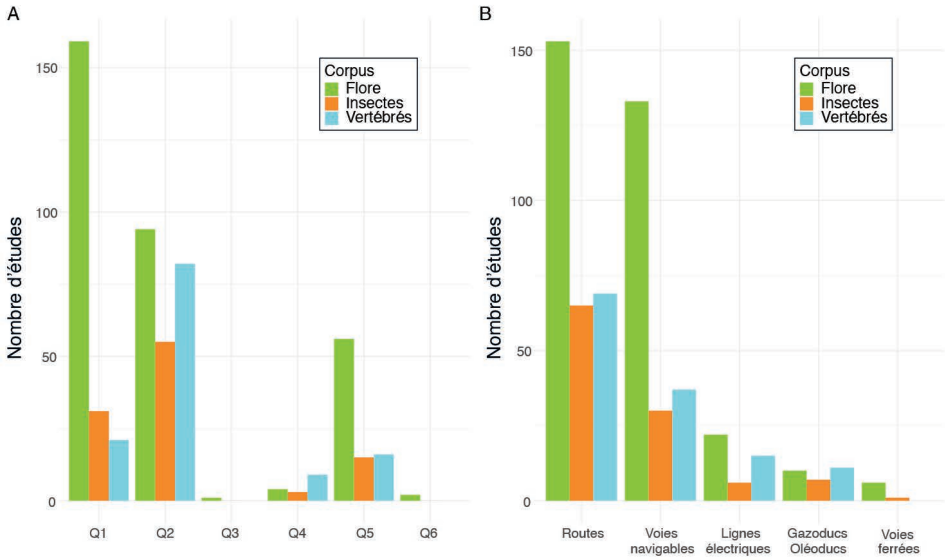 A
Nombre d'études
150
100
50
0
Corpus
Flore
Insectes
Vertébrés
Q1 Q2 Q3 Q4 Q5 Q6
B
Nombre d'études
150
100
50
0
Corpus
Flore
Insectes
Vertébrés
Routes
Voies
navigables
Lignes
électriques
Gazoducs
Oléoducs
Voies
ferrées